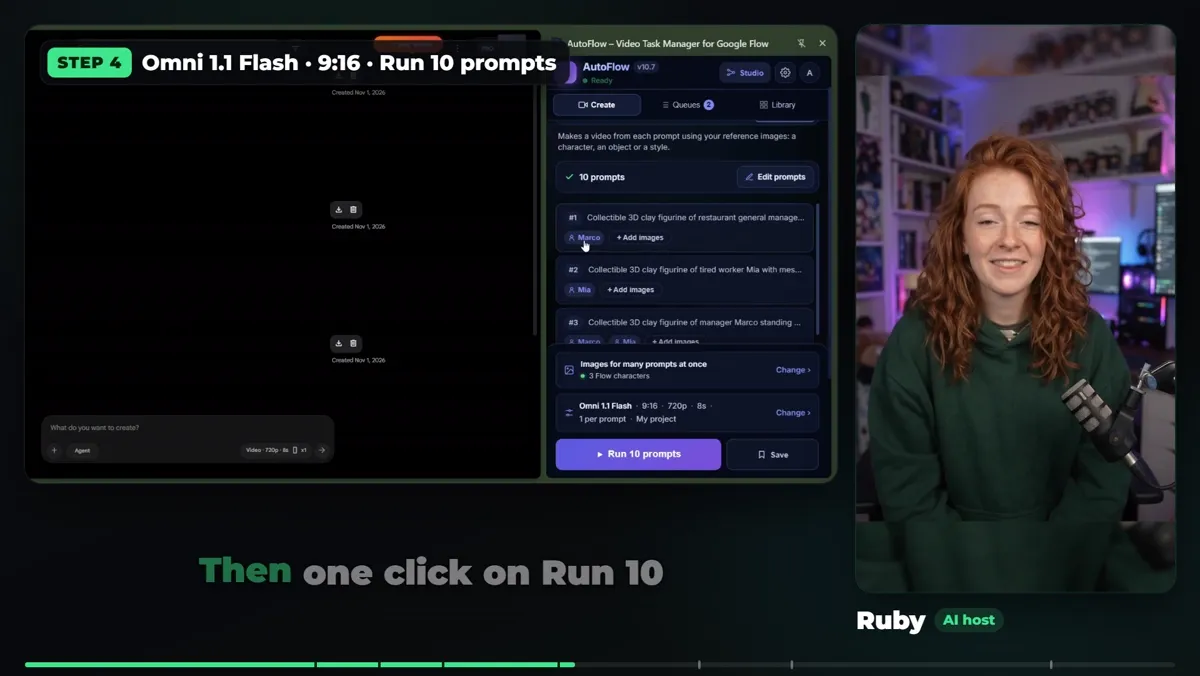 STEP 4 Omni 1.1 Flash · 9:16 · Run 10 prompts
Created Nov 1, 2026
Created Nov 1, 2026
Created Nov 1, 2026
What do you want to create?
+ Agent
Video · 720p · 8s x1
AutoFlow – Video Task Manager for Google Flow
AutoFlow v10.7
Ready
Studio
A
Create
Queues 2
Library
Makes a video from each prompt using your reference images: a
character, an object or a style.
10 prompts
Edit prompts
#1 Collectible 3D clay figurine of restaurant general manage...
Marco + Add images
#2 Collectible 3D clay figurine of tired worker Mia with mes...
Mia + Add images
#3 Collectible 3D clay figurine of manager Marco standing ...
Marco Mia + Add images
Images for many prompts at once
3 Flow characters
Change ›
Omni 1.1 Flash · 9:16 · 720p · 8s ·
1 per prompt · My project
Change ›
Run 10 prompts
Save
Then one click on Run 10
Ruby AI host